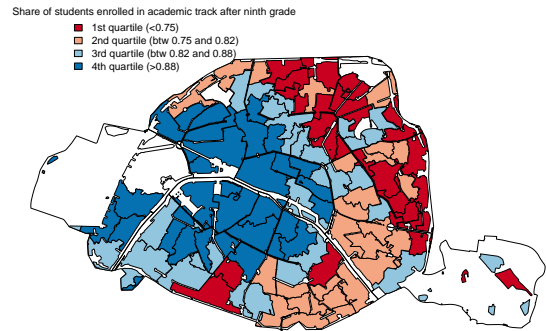 Share of students enrolled in academic track after ninth grade
1st quartile (<0.75)
2nd quartile (btw 0.75 and 0.82)
3rd quartile (btw 0.82 and 0.88)
4th quartile (>0.88)